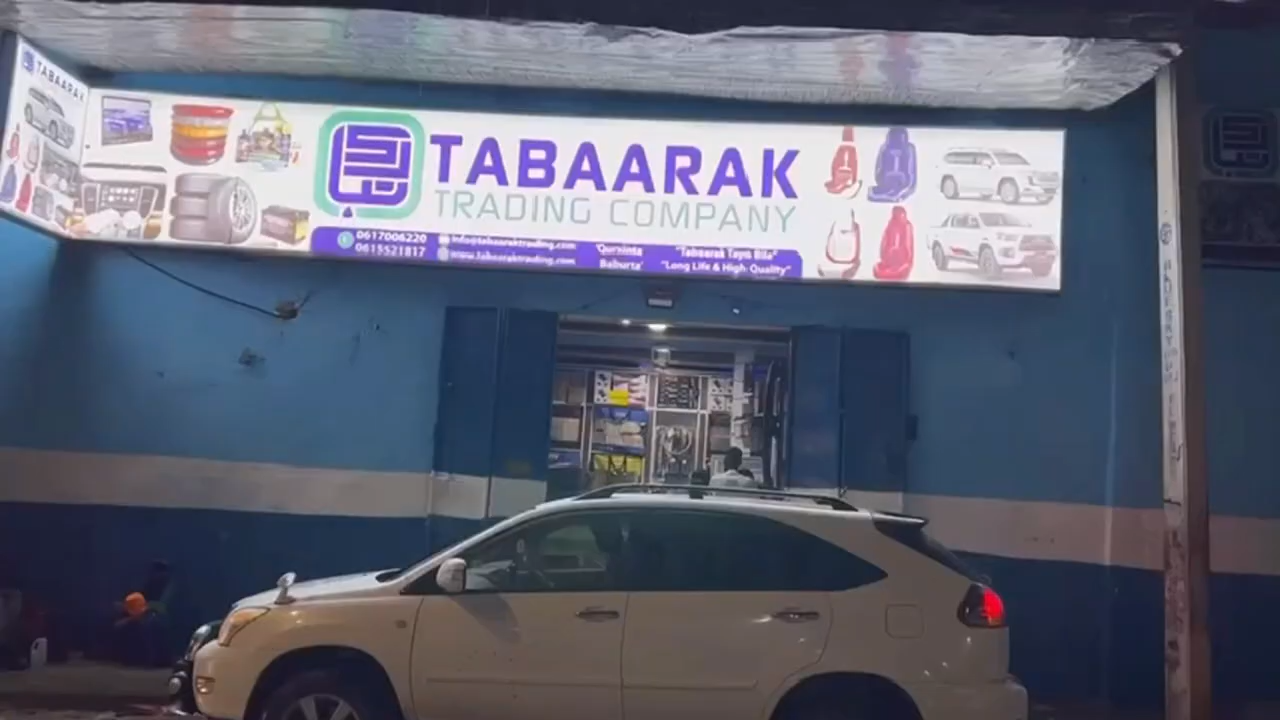 TABAARAK
TABAARAK
TRADING COMPANY
0617006220
0615521817
info@tabaaraktrading.com
www.tabaaraktrading.com
'Qurxinta
Baburta'
"Tabaarak Tayo Bila"
"Long Life & High Quality"